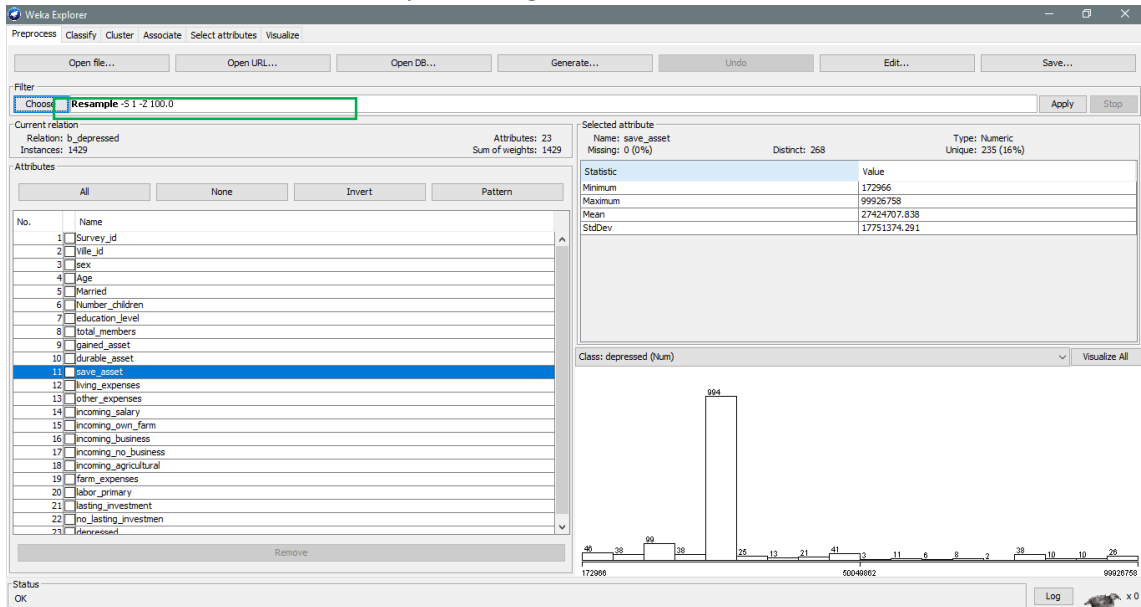 Weka Explorer
Preprocess Classify Cluster Associate Select attributes Visualize
Open file... Open URL... Open DB... Generate... Undo Edit... Save...
Filter
Choose Resample -S 1 -Z 100.0 Apply Stop
Current relation
Relation: b_depressed Attributes: 23
Instances: 1429 Sum of weights: 1429
Attributes
All None Invert Pattern
No. Name
1 Survey_id
2 Ville_id
3 sex
4 Age
5 Married
6 Number_children
7 education_level
8 total_members
9 gained_asset
10 durable_asset
11 save_asset
12 living_expenses
13 other_expenses
14 incoming_salary
15 incoming_own_farm
16 incoming_business
17 incoming_no_business
18 incoming_agricultural
19 farm_expenses
20 labor_primary
21 lasting_investment
22 no_lasting_investmen
23 depressed
Remove
Selected attribute
Name: save_asset Type: Numeric
Missing: 0 (0%) Distinct: 268 Unique: 235 (16%)
Statistic Value
Minimum 172966
Maximum 99926758
Mean 27424707.838
StdDev 17751374.291
Class: depressed (Num) Visualize All
994
46 38 99 38 25 13 21 41 3 11 6 8 2 38 10 10 26
172966 50049862 99926758
Status
OK Log x 0